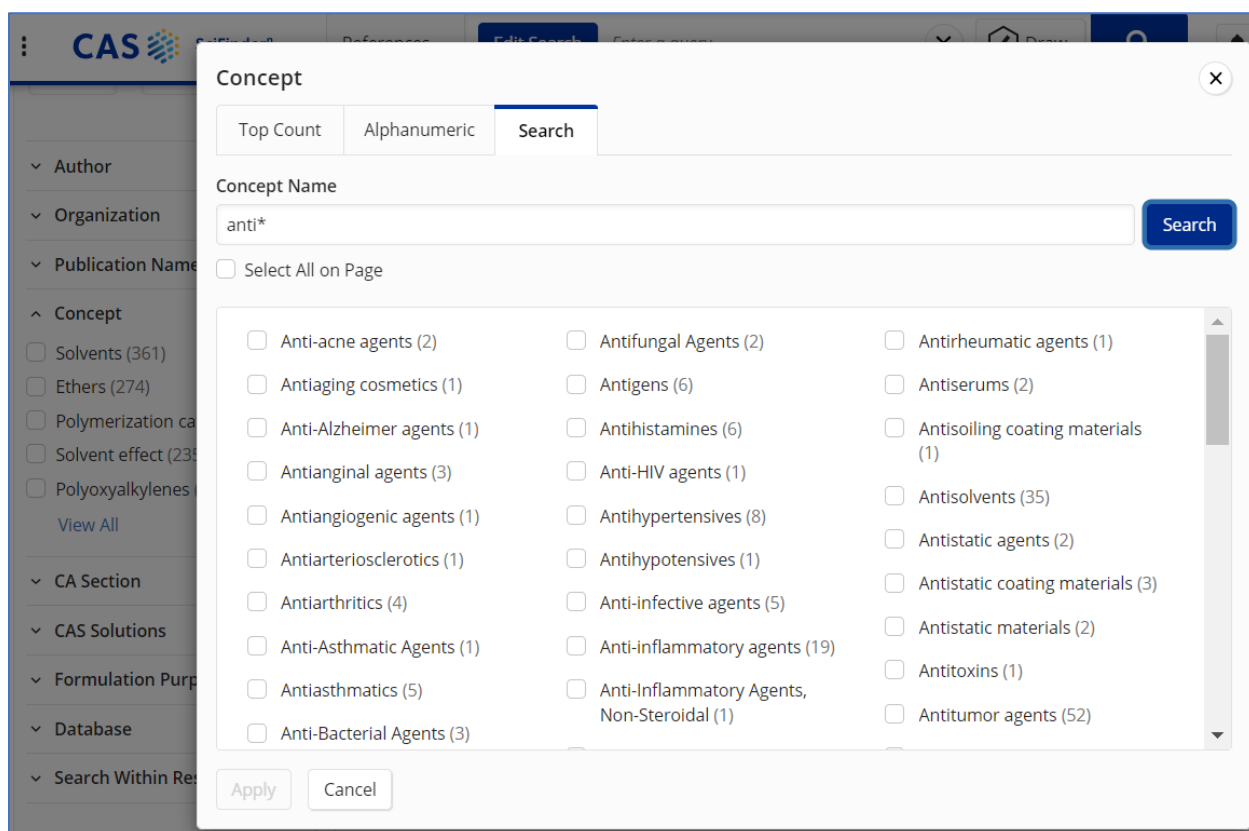 CAS
References
Edit Search
Enter a query
Draw
Concept
Top Count
Alphanumeric
Search
Concept Name
anti*
Search
Select All on Page
Author
Organization
Publication Name
Concept
Solvents (361)
Ethers (274)
Polymerization ca
Solvent effect (235
Polyoxyalkylenes
View All
CA Section
CAS Solutions
Formulation Purp
Database
Search Within Res
Anti-acne agents (2)
Antiaging cosmetics (1)
Anti-Alzheimer agents (1)
Antianginal agents (3)
Antiangiogenic agents (1)
Antiarteriosclerotics (1)
Antiarthritics (4)
Anti-Asthmatic Agents (1)
Antiasthmatics (5)
Anti-Bacterial Agents (3)
Antifungal Agents (2)
Antigens (6)
Antihistamines (6)
Anti-HIV agents (1)
Antihypertensives (8)
Antihypotensives (1)
Anti-infective agents (5)
Anti-inflammatory agents (19)
Anti-Inflammatory Agents,
Non-Steroidal (1)
Antirheumatic agents (1)
Antiserums (2)
Antisoiling coating materials
(1)
Antisolvents (35)
Antistatic agents (2)
Antistatic coating materials (3)
Antistatic materials (2)
Antitoxins (1)
Antitumor agents (52)
Apply
Cancel